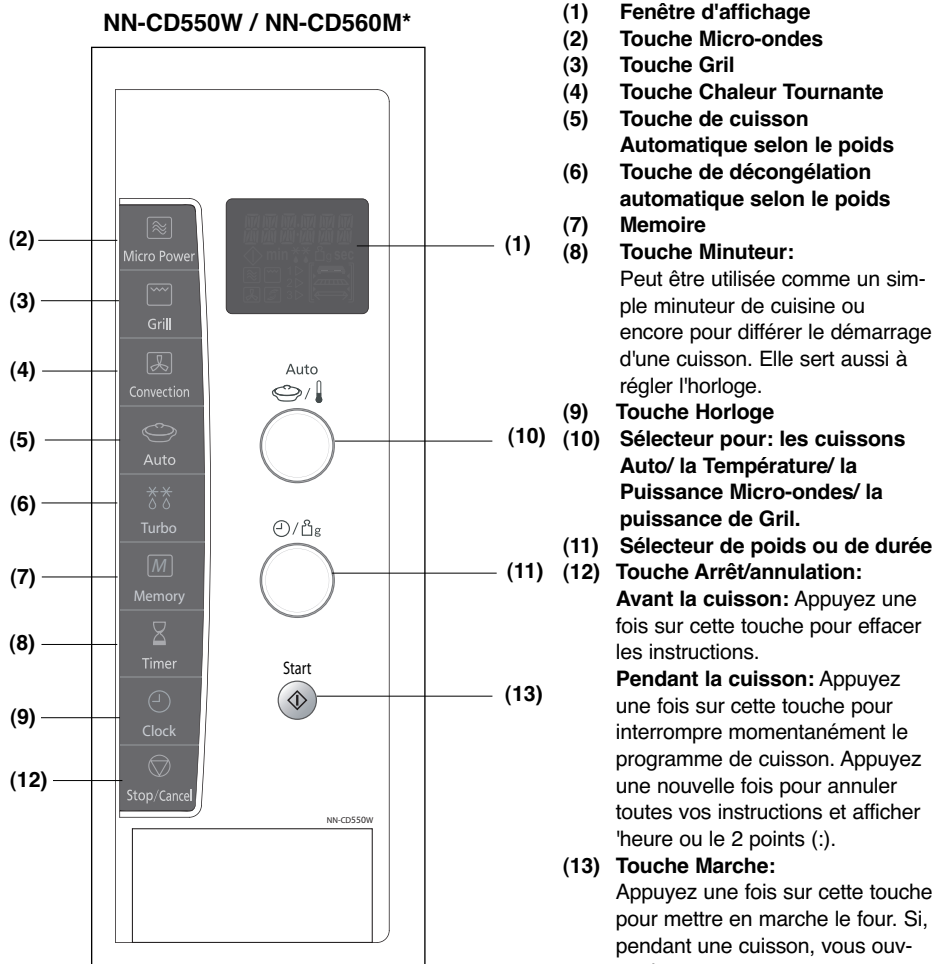 NN-CD550W / NN-CD560M*
(2)
Micro Power
(3)
Grill
(4)
Convection
(5)
Auto
(6)
Turbo
(7)
Memory
(8)
Timer
(9)
Clock
(12)
Stop/Cancel
min
sec
(1)
Auto
/
(10)
/ g
(11)
Start
(13)
NN-CD550W
(1) Fenêtre d'affichage
(2) Touche Micro-ondes
(3) Touche Gril
(4) Touche Chaleur Tournante
(5) Touche de cuisson
Automatique selon le poids
(6) Touche de décongélation
automatique selon le poids
(7) Memoire
(8) Touche Minuteur:
Peut être utilisée comme un sim-
ple minuteur de cuisine ou
encore pour différer le démarrage
d'une cuisson. Elle sert aussi à
régler l'horloge.
(9) Touche Horloge
(10) Sélecteur pour: les cuissons
Auto/ la Température/ la
Puissance Micro-ondes/ la
puissance de Gril.
(11) Sélecteur de poids ou de durée
(12) Touche Arrêt/annulation:
Avant la cuisson: Appuyez une
fois sur cette touche pour effacer
les instructions.
Pendant la cuisson: Appuyez
une fois sur cette touche pour
interrompre momentanément le
programme de cuisson. Appuyez
une nouvelle fois pour annuler
toutes vos instructions et afficher
'heure ou le 2 points (:).
(13) Touche Marche:
Appuyez une fois sur cette touche
pour mettre en marche le four. Si,
pendant une cuisson, vous ouv-